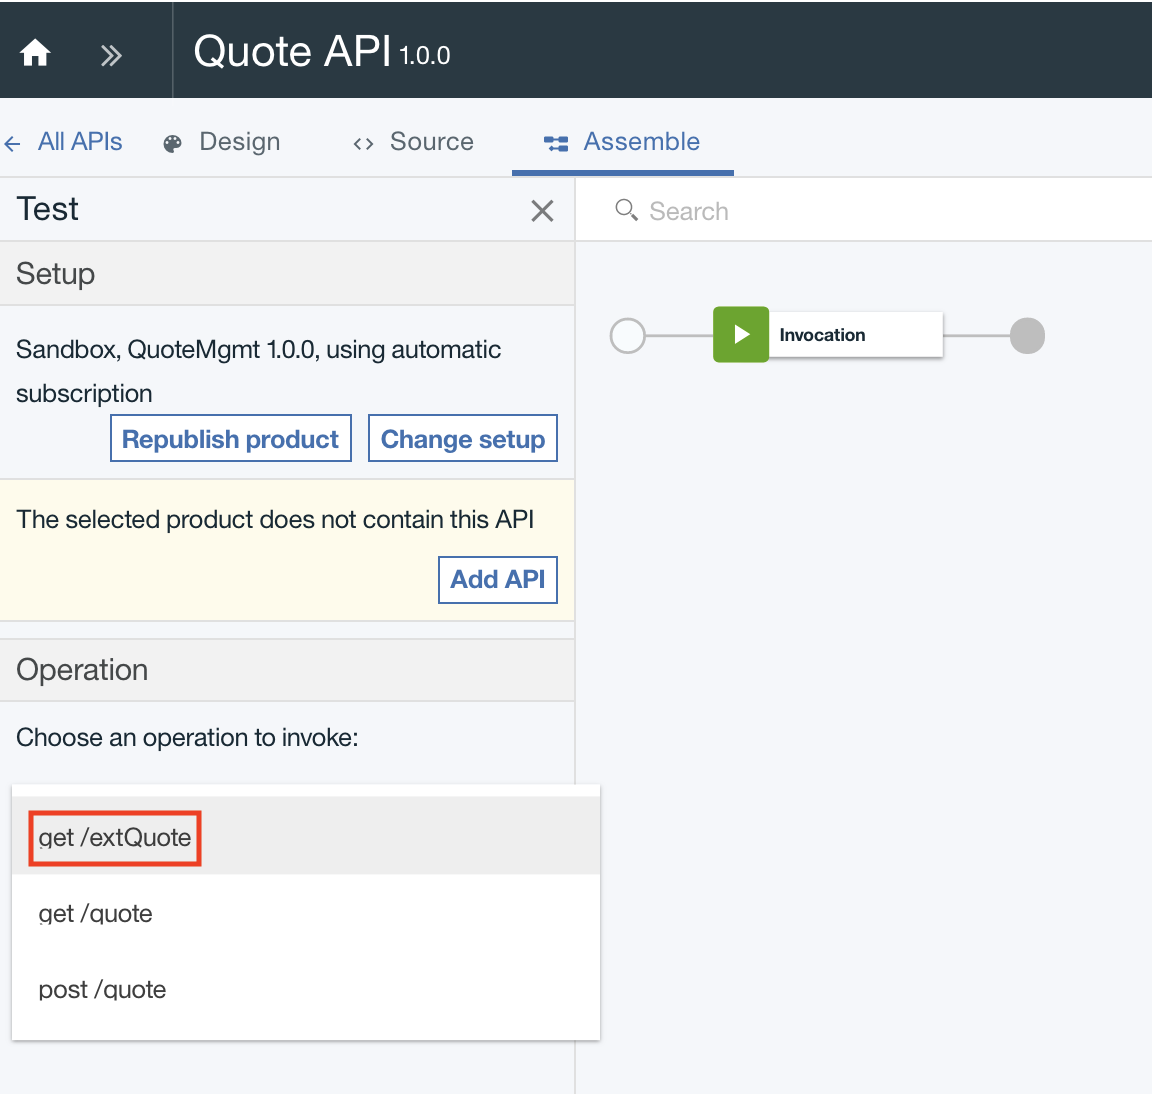 Quote API 1.0.0
All APIs Design Source Assemble
Test
Search
Setup
Invocation
Sandbox, QuoteMgmt 1.0.0, using automatic
subscription
Republish product Change setup
The selected product does not contain this API
Add API
Operation
Choose an operation to invoke:
get /extQuote
get /quote
post /quote